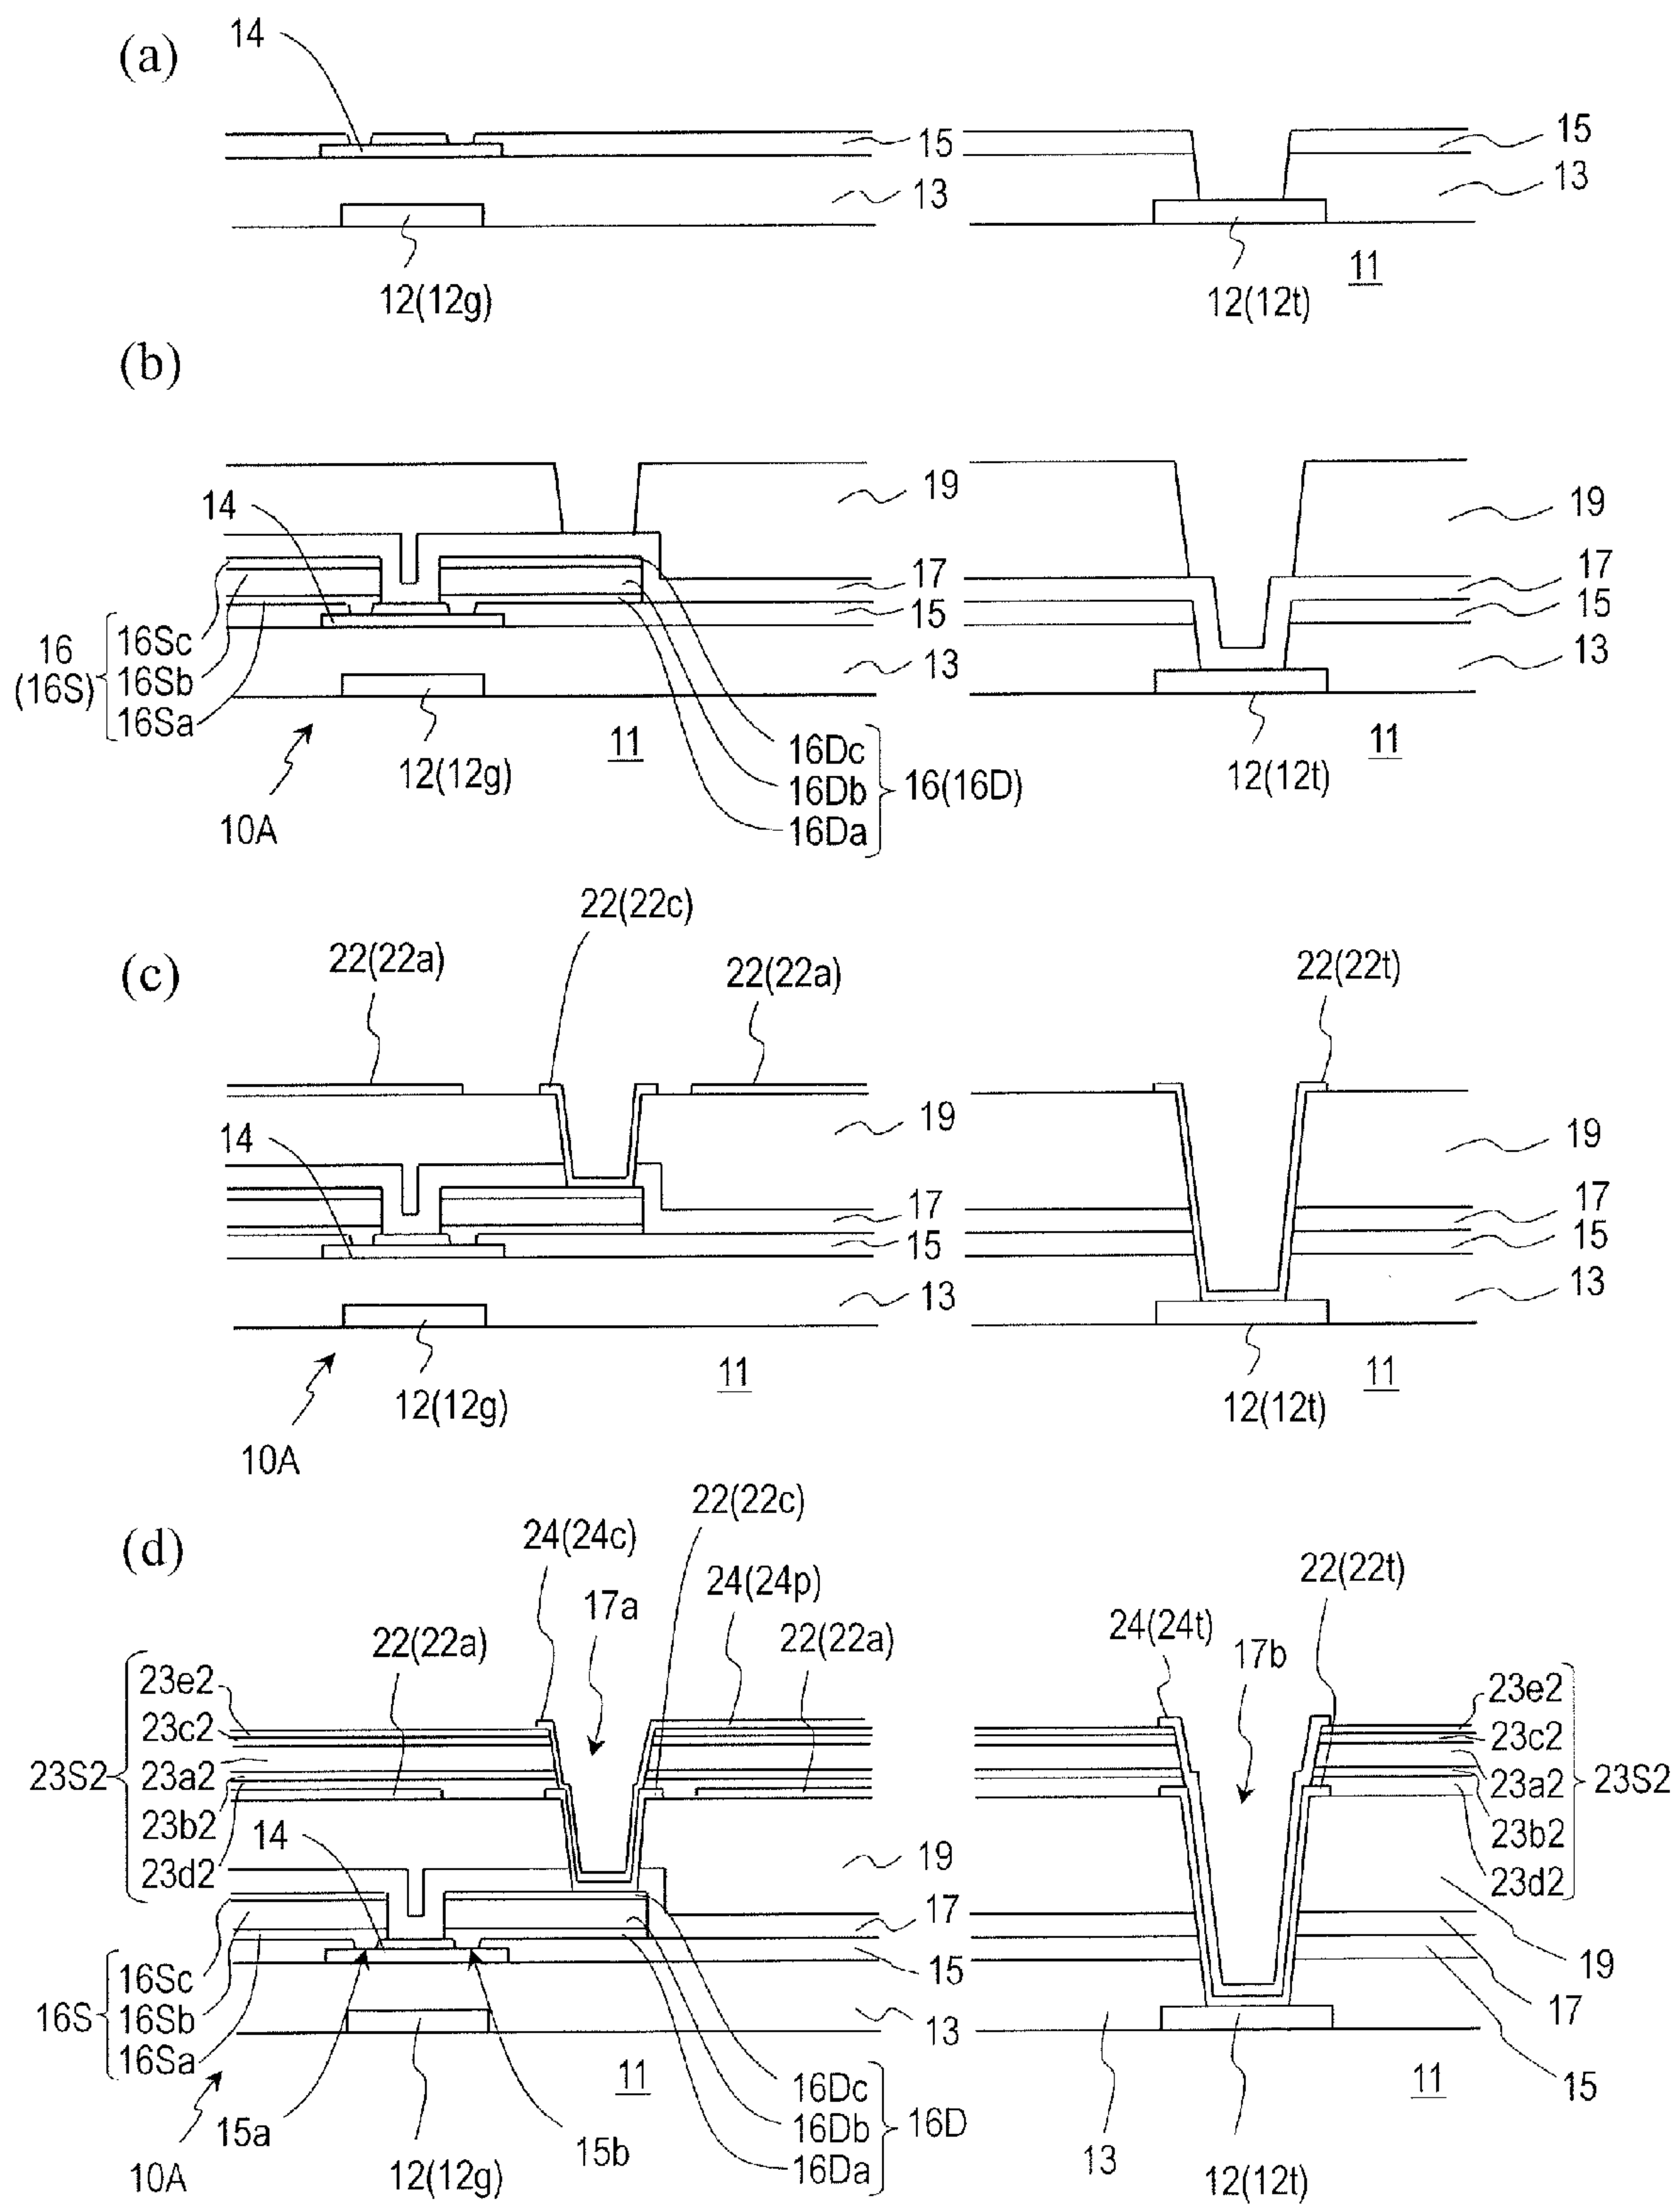 (a)
14
15
15
13
13
12(12g)
12(12t)
11
(b)
14
19
19
17
17
15
15
16
(16S)
16Sc
16Sb
16Sa
13
13
11
11
12(12g)
12(12t)
16Dc
16Db
16Da
16(16D)
10A
(c)
22(22c)
22(22a)
22(22a)
22(22t)
14
19
19
17
17
15
15
13
13
11
11
12(12g)
12(12t)
10A
(d)
22(22c)
24(24c)
24(24p)
22(22t)
17a
24(24t)
22(22a)
22(22a)
17b
23S2
23e2
23c2
23a2
23b2
23d2
23e2
23c2
23a2
23b2
23d2
23S2
14
19
17
15
13
19
17
15
16S
16Sc
16Sb
16Sa
11
11
16Dc
16Db
16Da
16D
15a
15b
13
10A
12(12g)
12(12t)